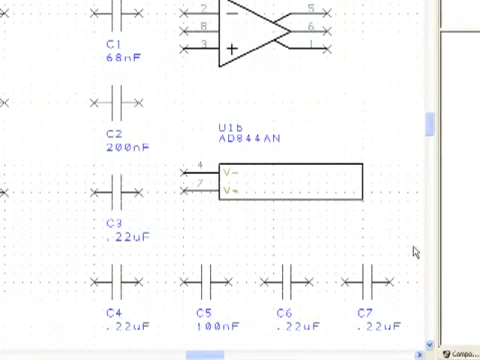 2
5
8
6
3
1
C1
68nF
U1b
AD844AN
C2
200nF
4
V-
7
V+
C3
.22uF
C4
C5
C6
C7
.22uF
100nF
.22uF
.22uF
Compo...